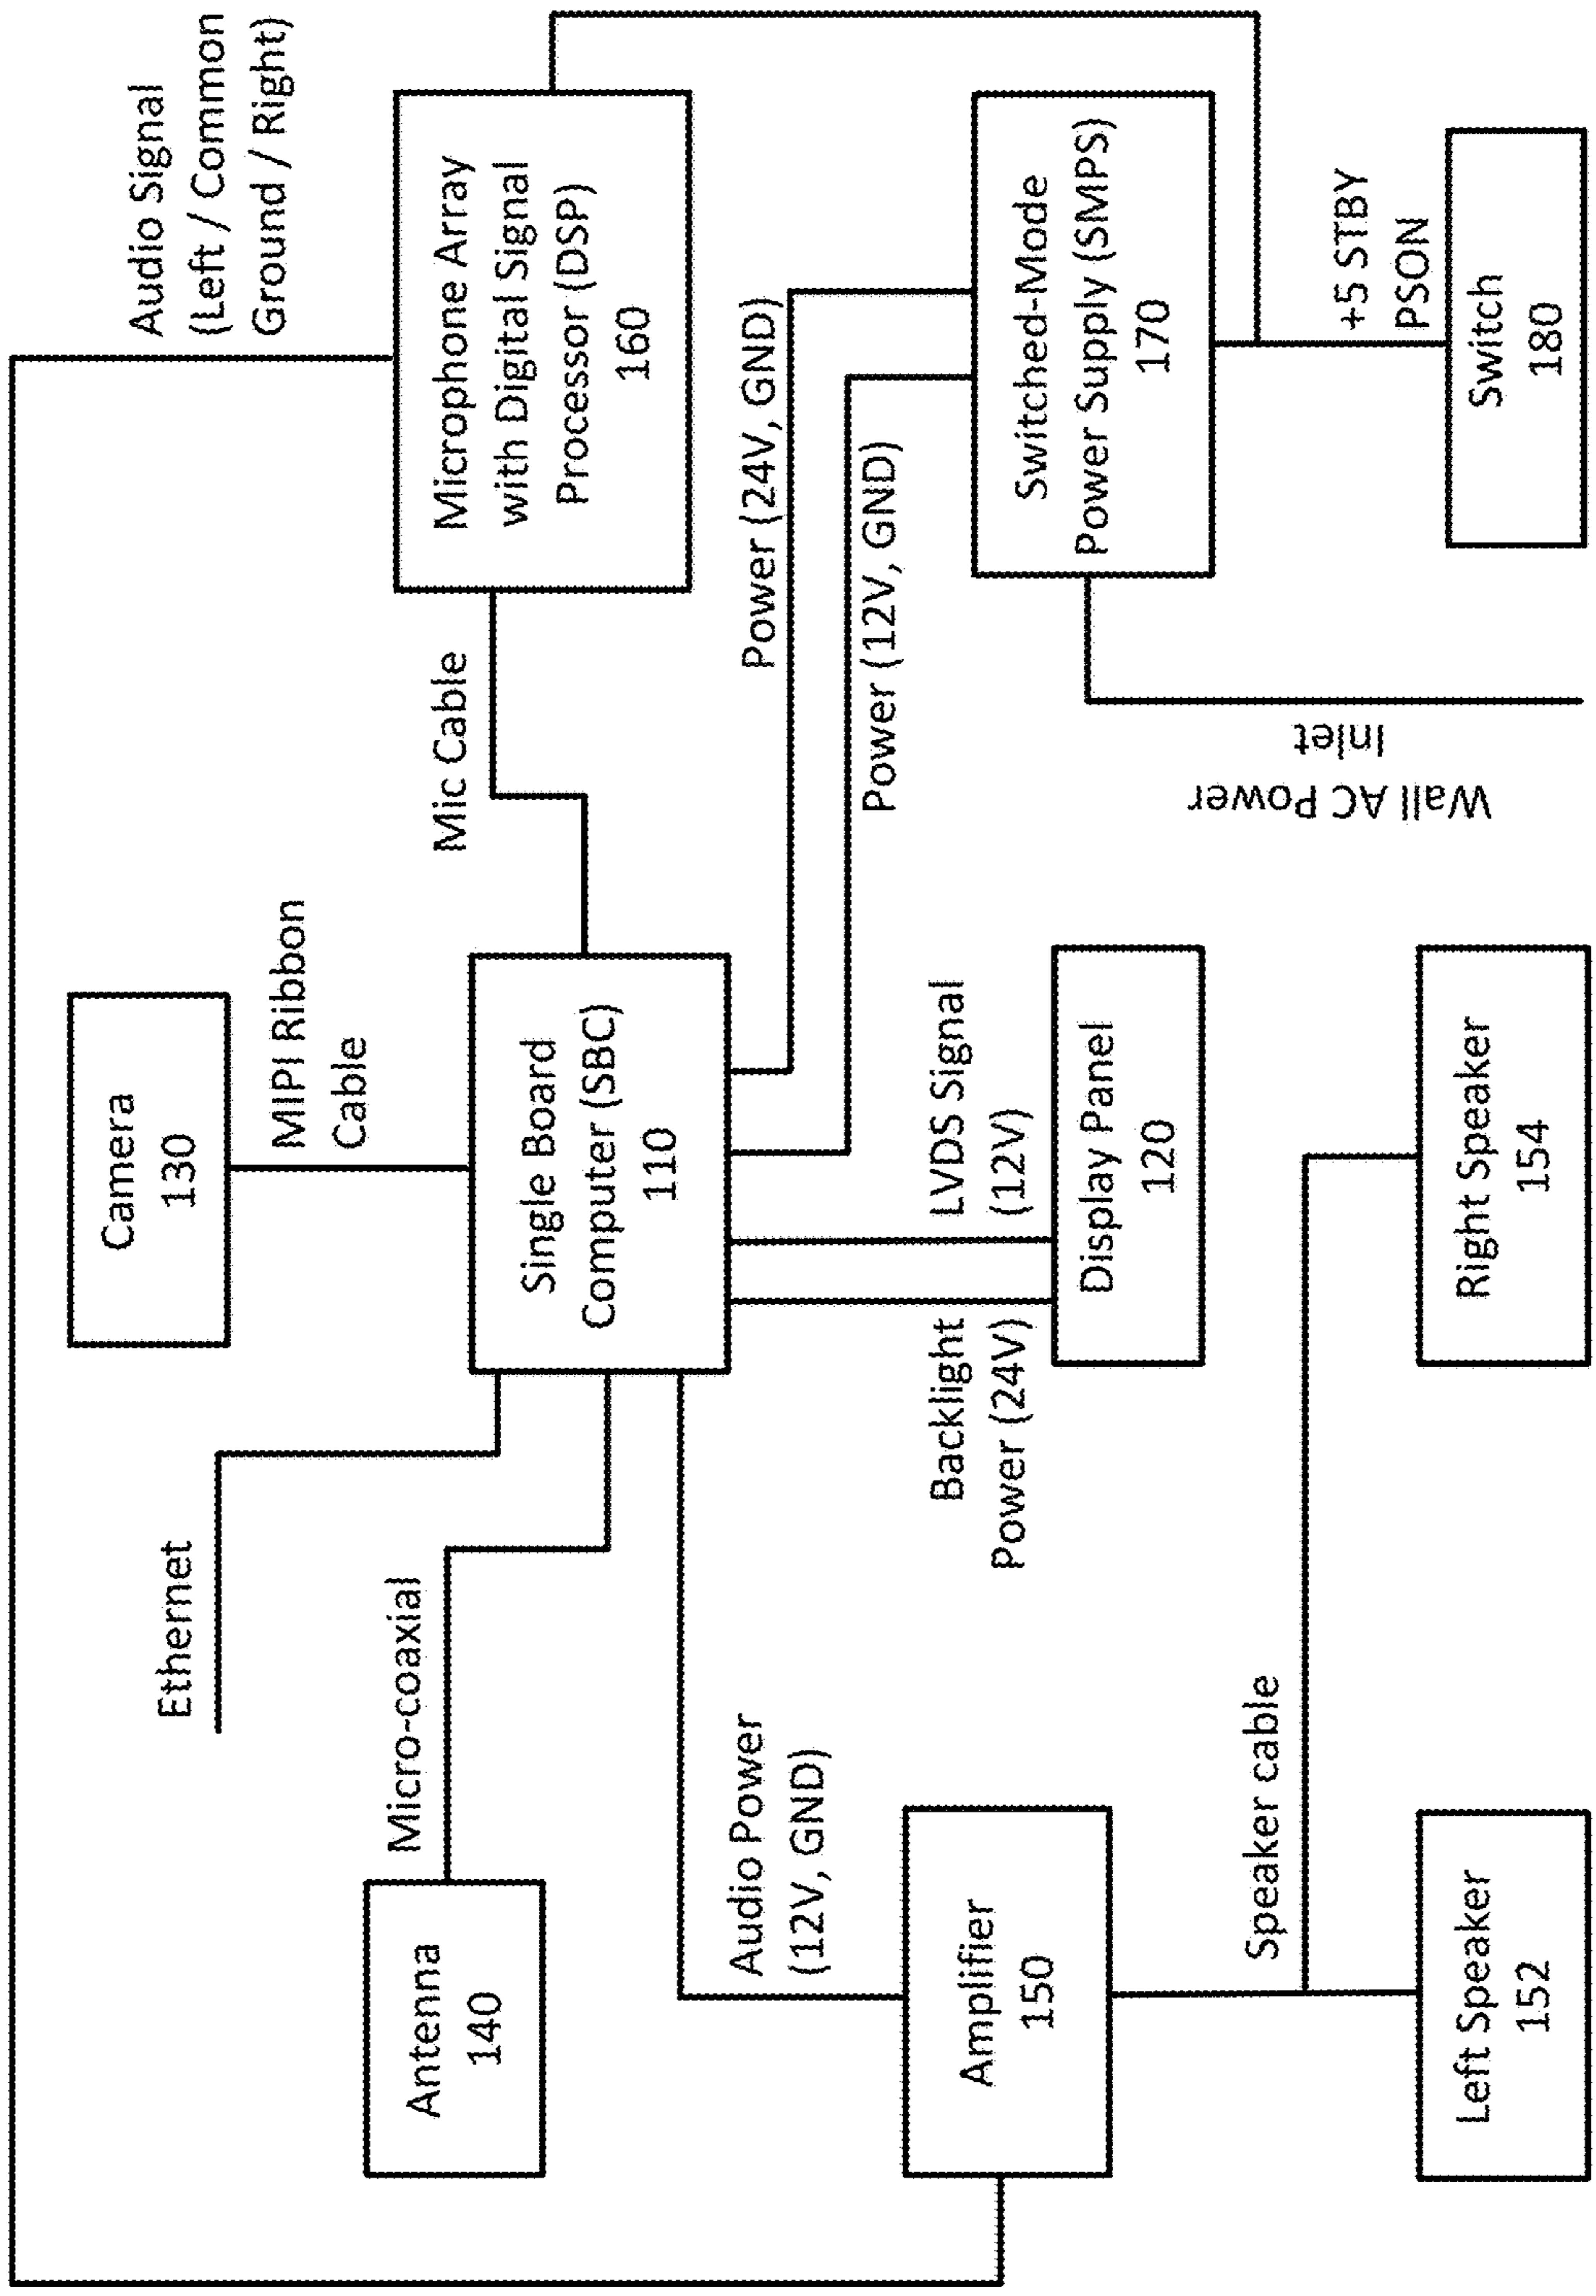 Audio Signal
(Left / Common
Ground / Right)
Camera
130
MIPI Ribbon
Cable
Ethernet
Micro-coaxial
Antenna
140
Mic Cable
Microphone Array
with Digital Signal
Processor (DSP)
160
Single Board
Computer (SBC)
110
Audio Power
(12V, GND)
Power (24V, GND)
Power (12V, GND)
Backlight
Power (24V)
LVDS Signal
(12V)
Amplifier
150
Display Panel
120
Switched-Mode
Power Supply (SMPS)
170
Wall AC Power
Inlet
+5 STBY
PSON
Speaker cable
Left Speaker
152
Right Speaker
154
Switch
180